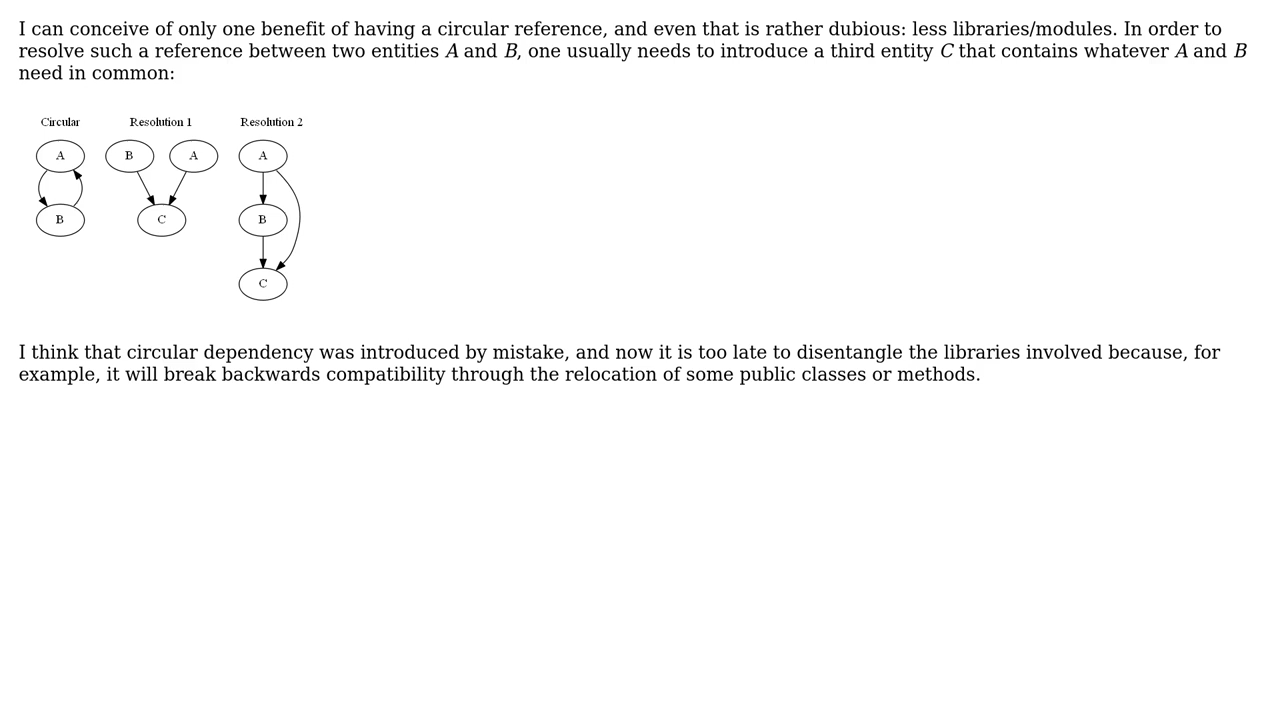 I can conceive of only one benefit of having a circular reference, and even that is rather dubious: less libraries/modules. In order to
resolve such a reference between two entities A and B, one usually needs to introduce a third entity C that contains whatever A and B
need in common:
Circular Resolution 1 Resolution 2
A B A A
B C B
C
I think that circular dependency was introduced by mistake, and now it is too late to disentangle the libraries involved because, for
example, it will break backwards compatibility through the relocation of some public classes or methods.